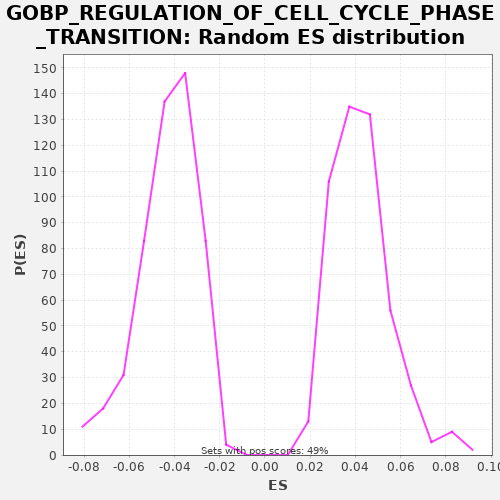 GOBP_REGULATION_OF_CELL_CYCLE_PHASE
_TRANSITION: Random ES distribution
150
140
130
120
110
100
90
80
70
60
50
40
30
20
10
0
P(ES)
Sets with pos scores: 49%
-0.08 -0.06 -0.04 -0.02 0.00 0.02 0.04 0.06 0.08 0.10
ES